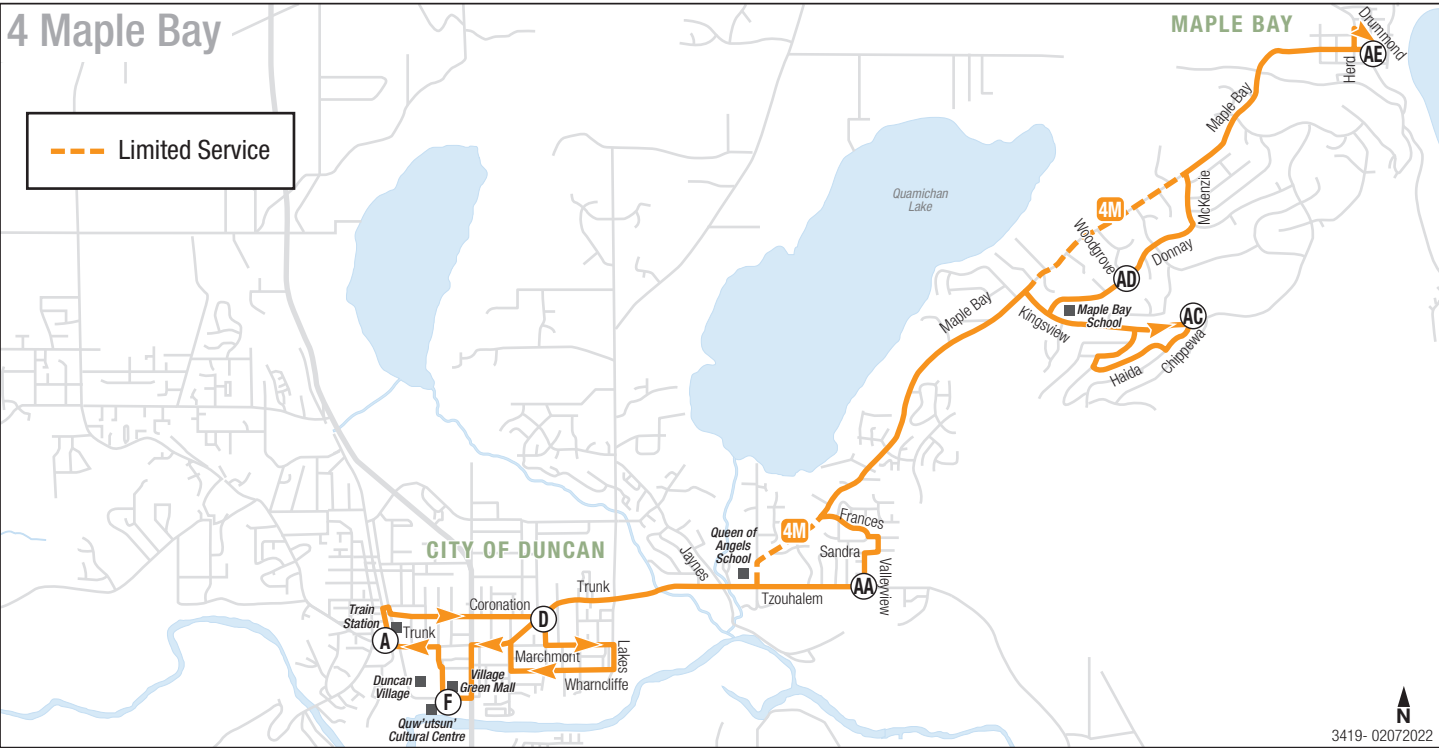 4 Maple Bay
Limited Service
MAPLE BAY
Drummond
AE
Herd
Maple Bay
McKenzie
4M
Woodgrove
Donnay
AD
Quamichan
Lake
Maple Bay
Maple Bay
School
Kingsview
AC
Chippewa
Haida
Frances
4M
Queen of
Angels
School
Sandra
Valleyview
AA
Jaynes
Tzouhalem
CITY OF DUNCAN
Trunk
Coronation
D
Train
Station
A
Trunk
Marchmont
Lakes
Wharncliffe
Village
Green Mall
Duncan
Village
F
Quw'utsun'
Cultural Centre
N
3419- 02072022